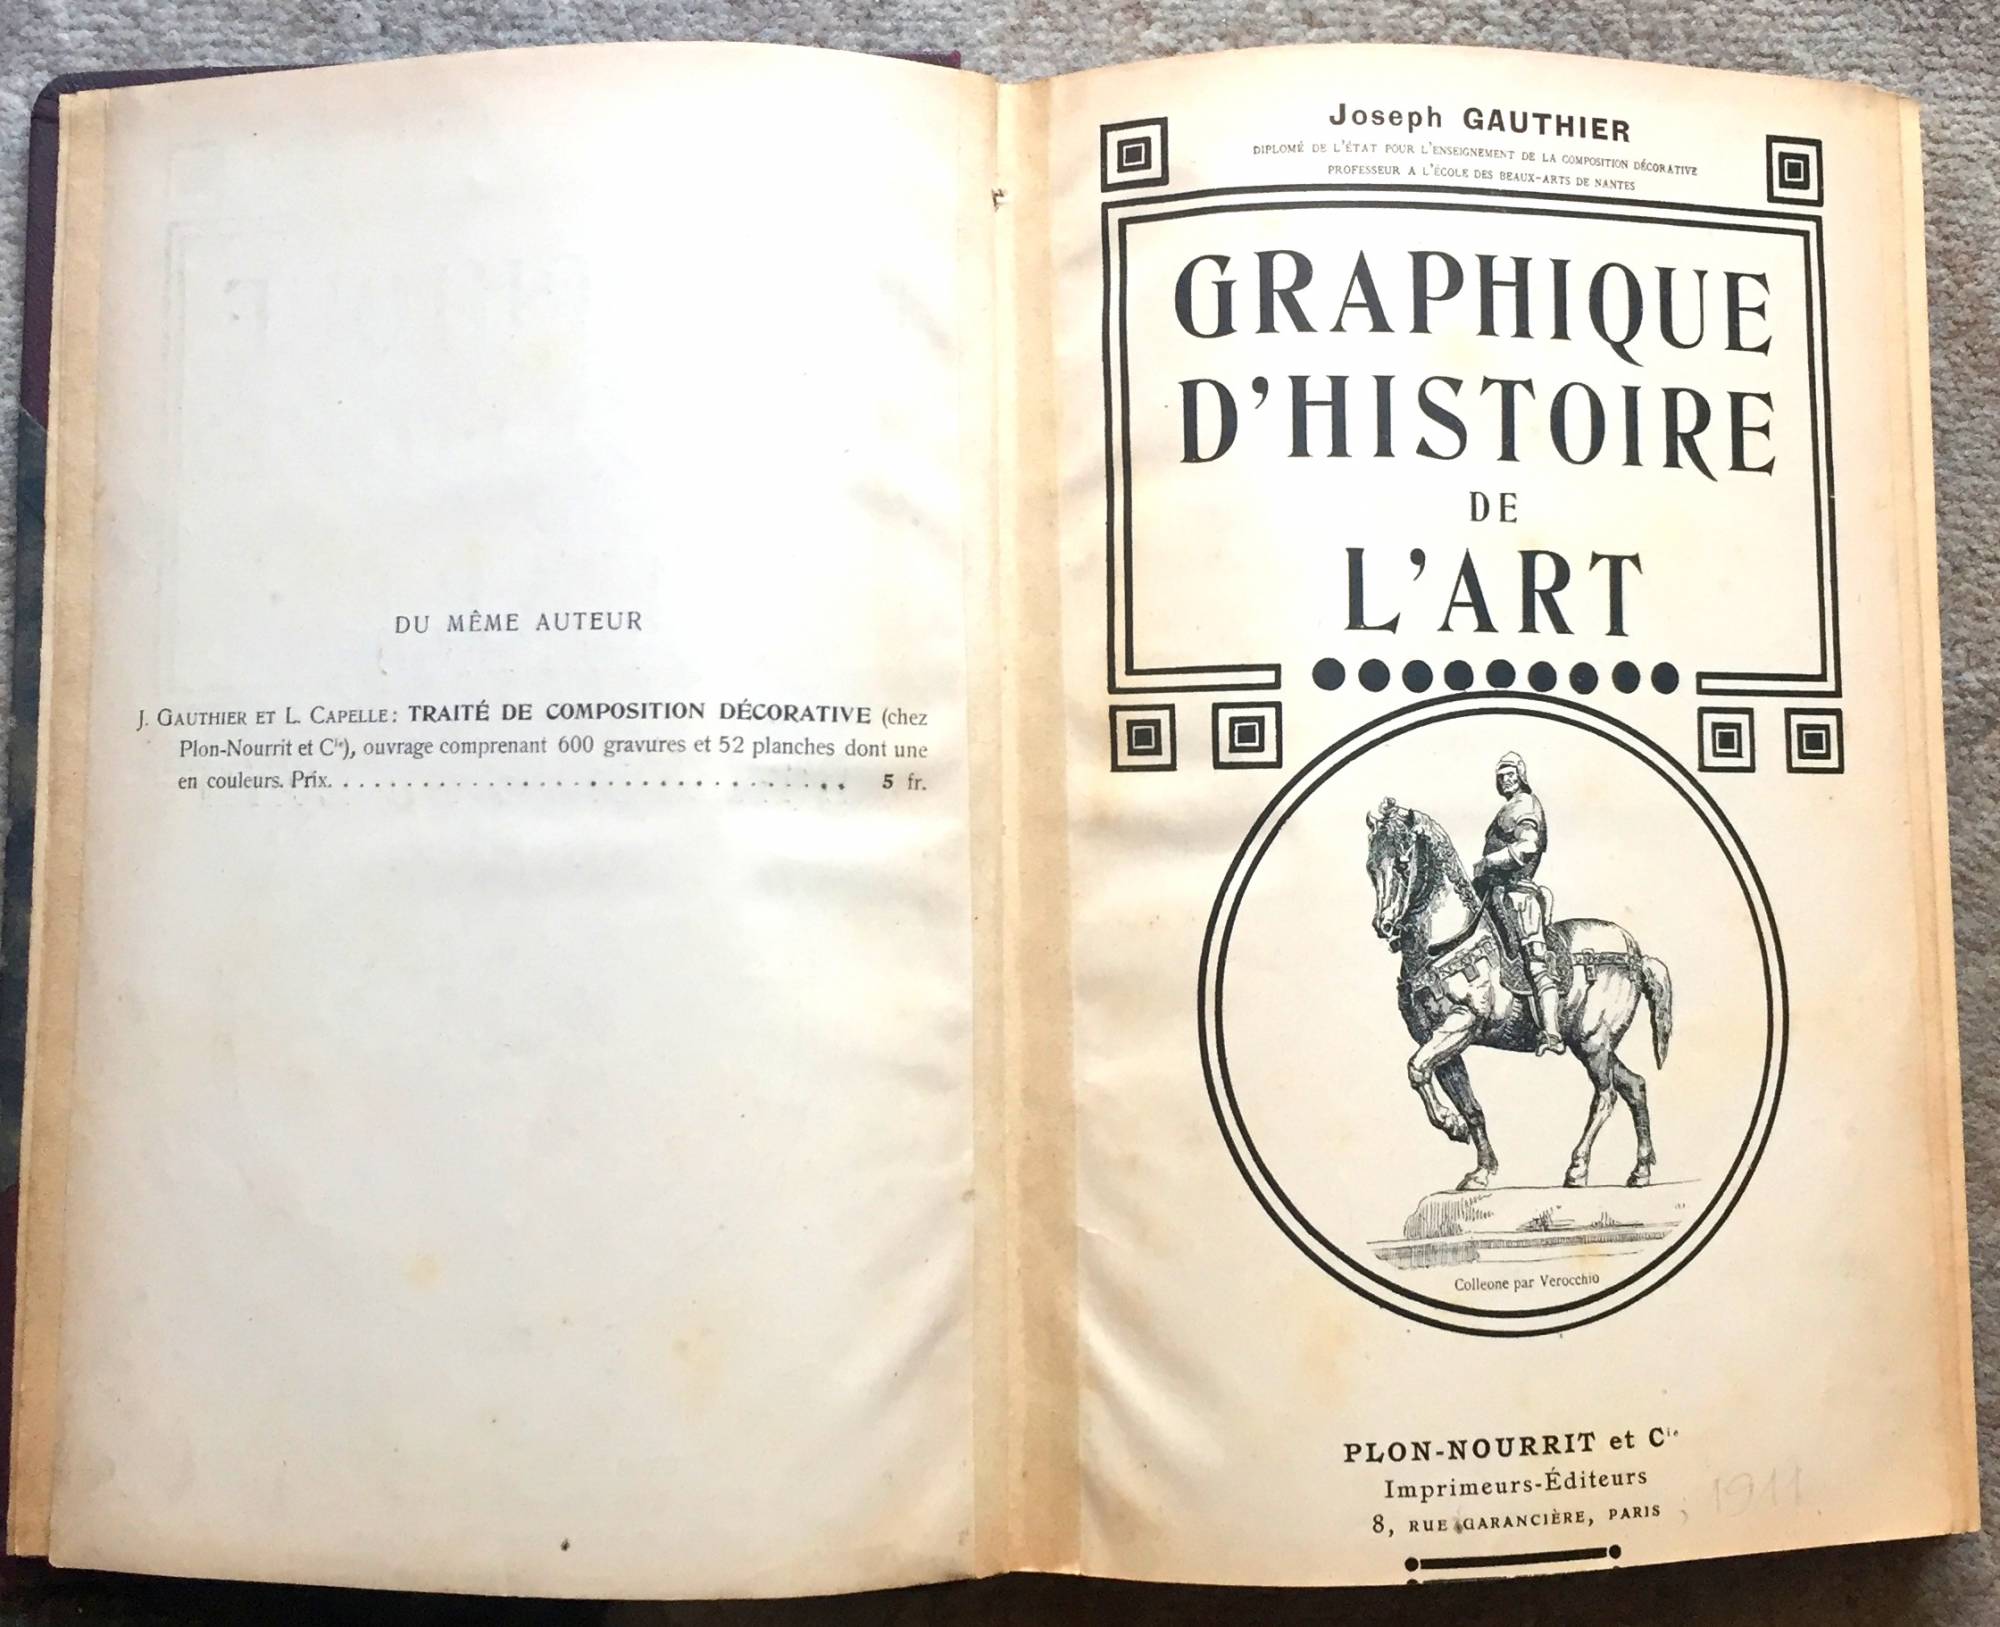 DU MÊME AUTEUR
J. GAUTHIER ET L. CAPELLE: TRAITÉ DE COMPOSITION DÉCORATIVE (chez
Plon-Nourrit et Cie), ouvrage comprenant 600 gravures et 52 planches dont une
en couleurs. Prix. . . . . . . . . . . . . . . . . . . . . . . . . . . . . . . . 5 fr.
Joseph GAUTHIER
DIPLOMÉ DE L'ÉTAT POUR L'ENSEIGNEMENT DE LA COMPOSITION DÉCORATIVE
PROFESSEUR A L'ÉCOLE DES BEAUX-ARTS DE NANTES
GRAPHIQUE
D'HISTOIRE
DE
L'ART
Colleone par Verocchio
PLON-NOURRIT et Cie
Imprimeurs-Éditeurs
8, RUE GARANCIÈRE, PARIS ; 1911.